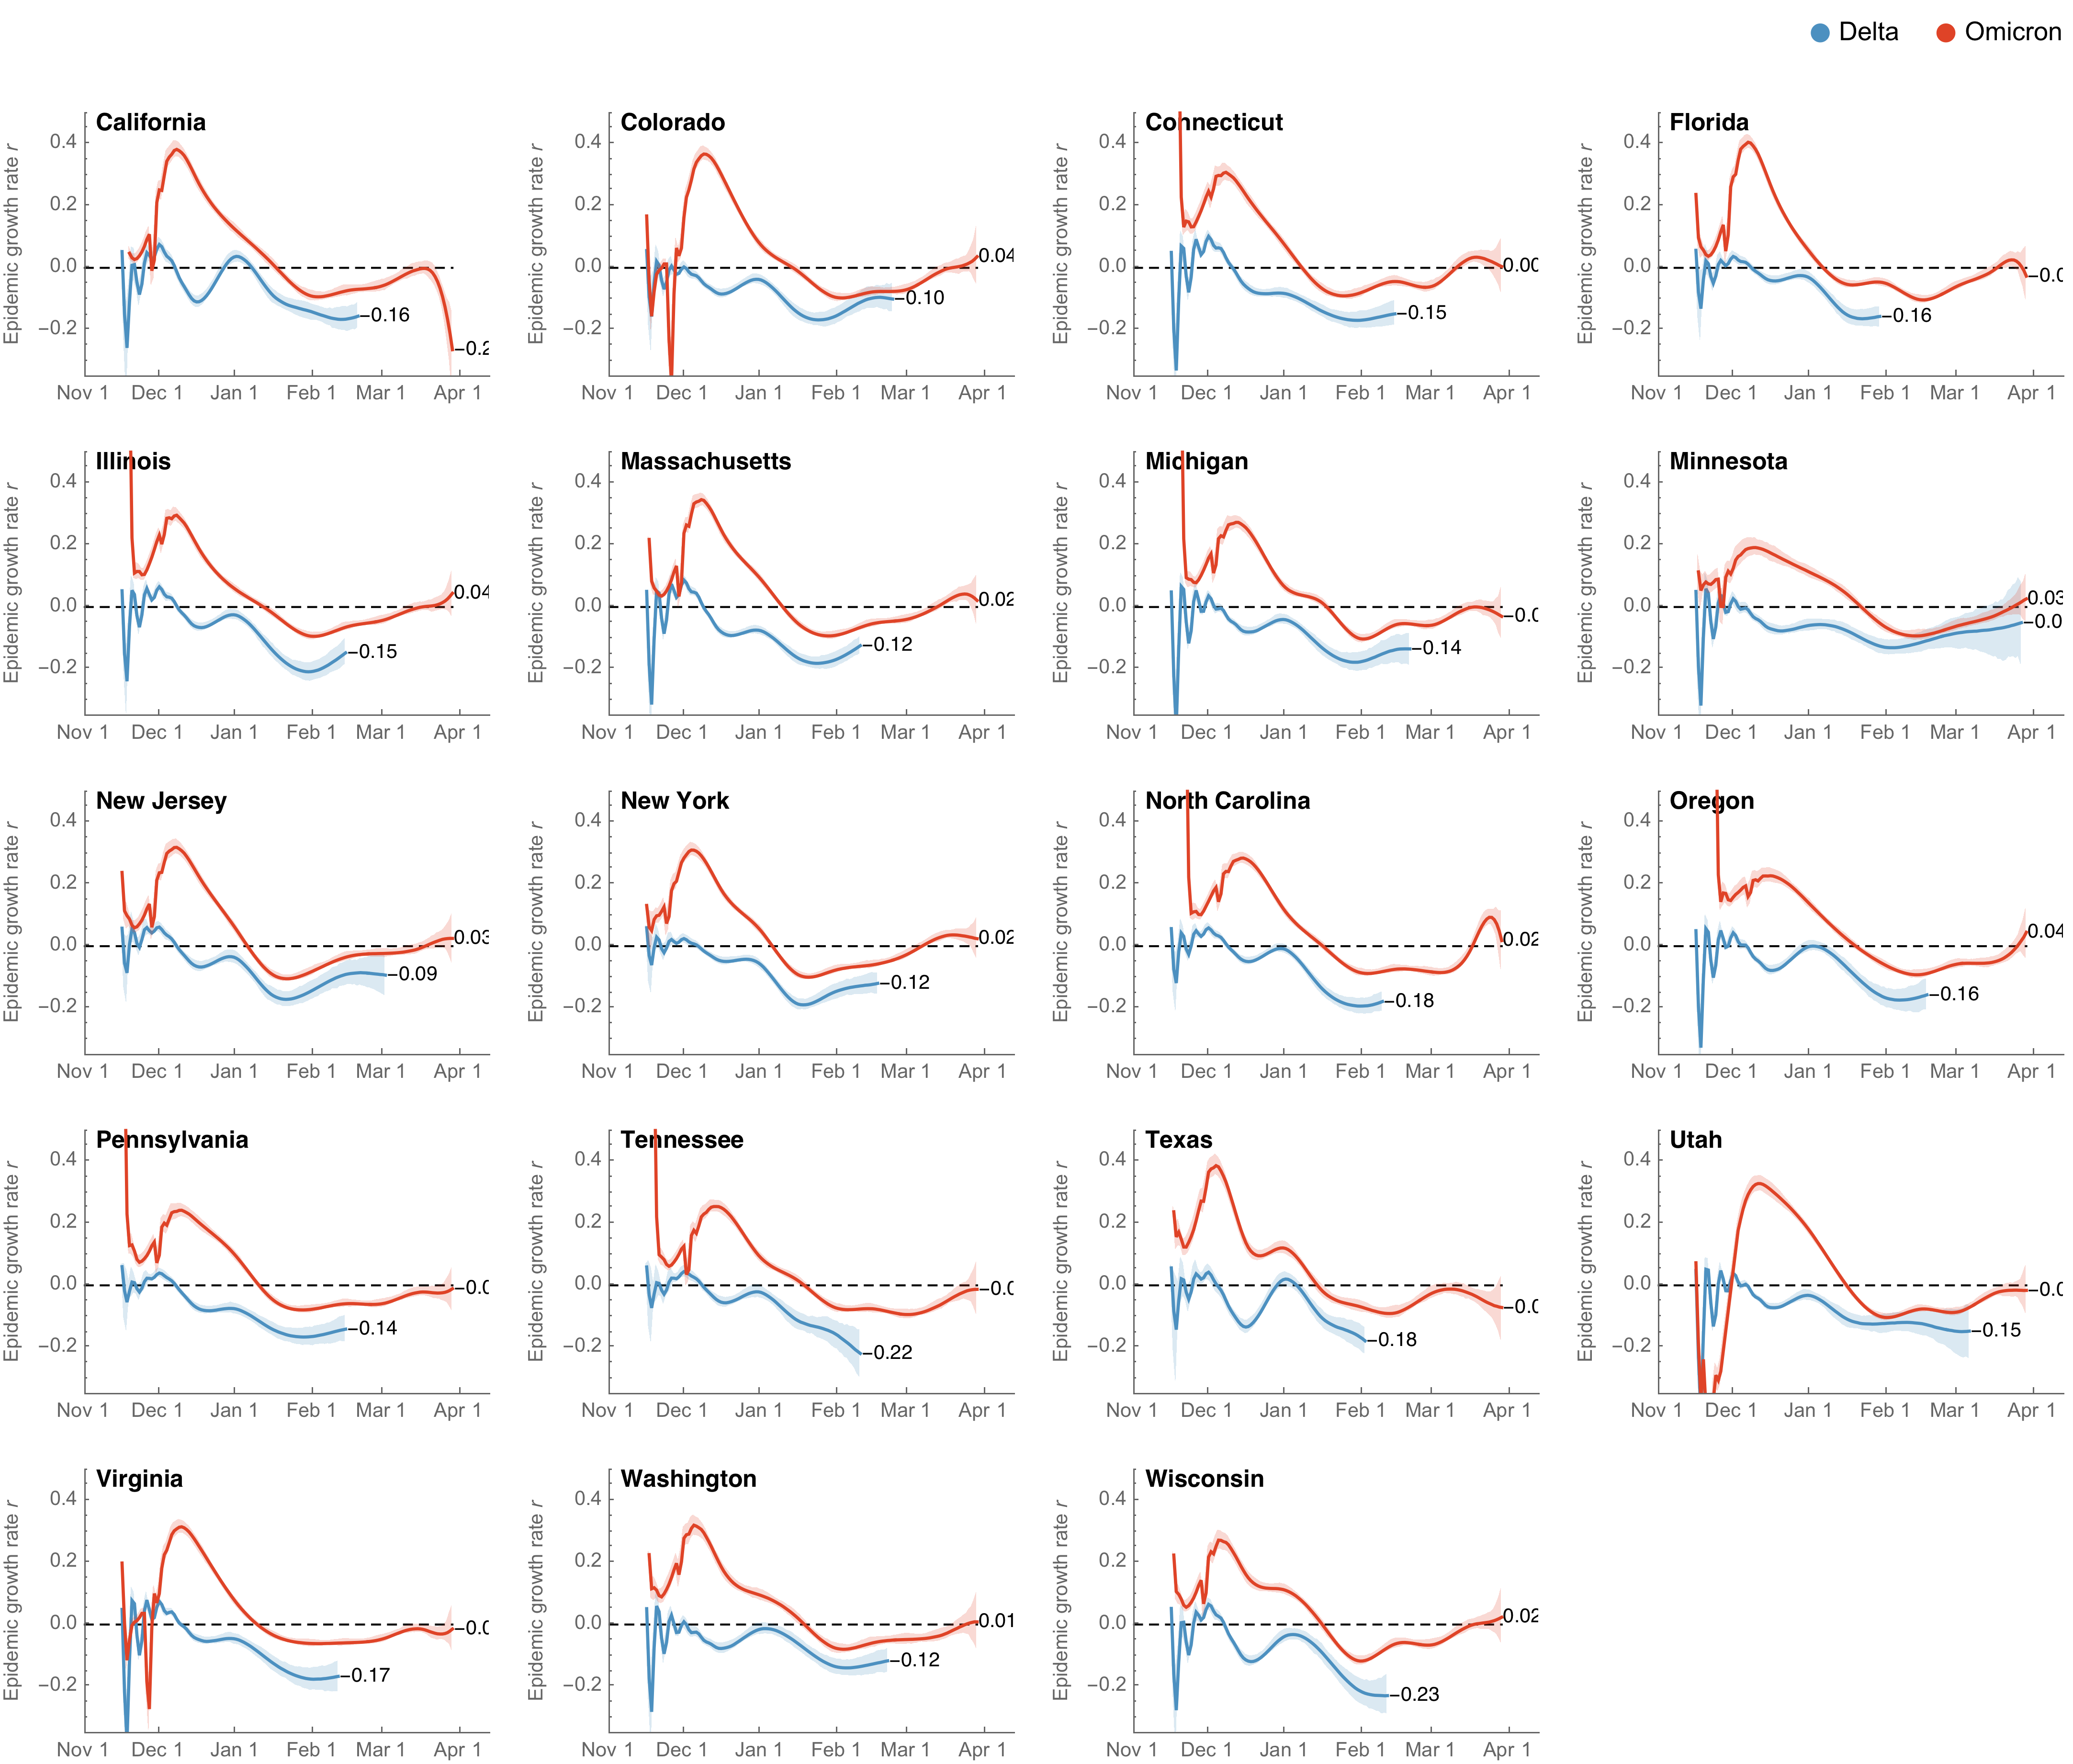 Delta Omicron
California
Epidemic growth rate r
0.4
0.2
0.0
−0.2
−0.16
−0.2
Nov 1 Dec 1 Jan 1 Feb 1 Mar 1 Apr 1
Colorado
Epidemic growth rate r
0.4
0.2
0.0
−0.2
0.04
−0.10
Nov 1 Dec 1 Jan 1 Feb 1 Mar 1 Apr 1
Connecticut
Epidemic growth rate r
0.4
0.2
0.0
−0.2
0.00
−0.15
Nov 1 Dec 1 Jan 1 Feb 1 Mar 1 Apr 1
Florida
Epidemic growth rate r
0.4
0.2
0.0
−0.2
−0.0
−0.16
Nov 1 Dec 1 Jan 1 Feb 1 Mar 1 Apr 1
Illinois
Epidemic growth rate r
0.4
0.2
0.0
−0.2
0.04
−0.15
Nov 1 Dec 1 Jan 1 Feb 1 Mar 1 Apr 1
Massachusetts
Epidemic growth rate r
0.4
0.2
0.0
−0.2
0.02
−0.12
Nov 1 Dec 1 Jan 1 Feb 1 Mar 1 Apr 1
Michigan
Epidemic growth rate r
0.4
0.2
0.0
−0.2
−0.0
−0.14
Nov 1 Dec 1 Jan 1 Feb 1 Mar 1 Apr 1
Minnesota
Epidemic growth rate r
0.4
0.2
0.0
−0.2
0.03
−0.0
Nov 1 Dec 1 Jan 1 Feb 1 Mar 1 Apr 1
New Jersey
Epidemic growth rate r
0.4
0.2
0.0
−0.2
0.03
−0.09
Nov 1 Dec 1 Jan 1 Feb 1 Mar 1 Apr 1
New York
Epidemic growth rate r
0.4
0.2
0.0
−0.2
0.02
−0.12
Nov 1 Dec 1 Jan 1 Feb 1 Mar 1 Apr 1
North Carolina
Epidemic growth rate r
0.4
0.2
0.0
−0.2
0.02
−0.18
Nov 1 Dec 1 Jan 1 Feb 1 Mar 1 Apr 1
Oregon
Epidemic growth rate r
0.4
0.2
0.0
−0.2
0.04
−0.16
Nov 1 Dec 1 Jan 1 Feb 1 Mar 1 Apr 1
Pennsylvania
Epidemic growth rate r
0.4
0.2
0.0
−0.2
−0.0
−0.14
Nov 1 Dec 1 Jan 1 Feb 1 Mar 1 Apr 1
Tennessee
Epidemic growth rate r
0.4
0.2
0.0
−0.2
−0.0
−0.22
Nov 1 Dec 1 Jan 1 Feb 1 Mar 1 Apr 1
Texas
Epidemic growth rate r
0.4
0.2
0.0
−0.2
−0.0
−0.18
Nov 1 Dec 1 Jan 1 Feb 1 Mar 1 Apr 1
Utah
Epidemic growth rate r
0.4
0.2
0.0
−0.2
−0.0
−0.15
Nov 1 Dec 1 Jan 1 Feb 1 Mar 1 Apr 1
Virginia
Epidemic growth rate r
0.4
0.2
0.0
−0.2
−0.0
−0.17
Nov 1 Dec 1 Jan 1 Feb 1 Mar 1 Apr 1
Washington
Epidemic growth rate r
0.4
0.2
0.0
−0.2
0.01
−0.12
Nov 1 Dec 1 Jan 1 Feb 1 Mar 1 Apr 1
Wisconsin
Epidemic growth rate r
0.4
0.2
0.0
−0.2
0.02
−0.23
Nov 1 Dec 1 Jan 1 Feb 1 Mar 1 Apr 1